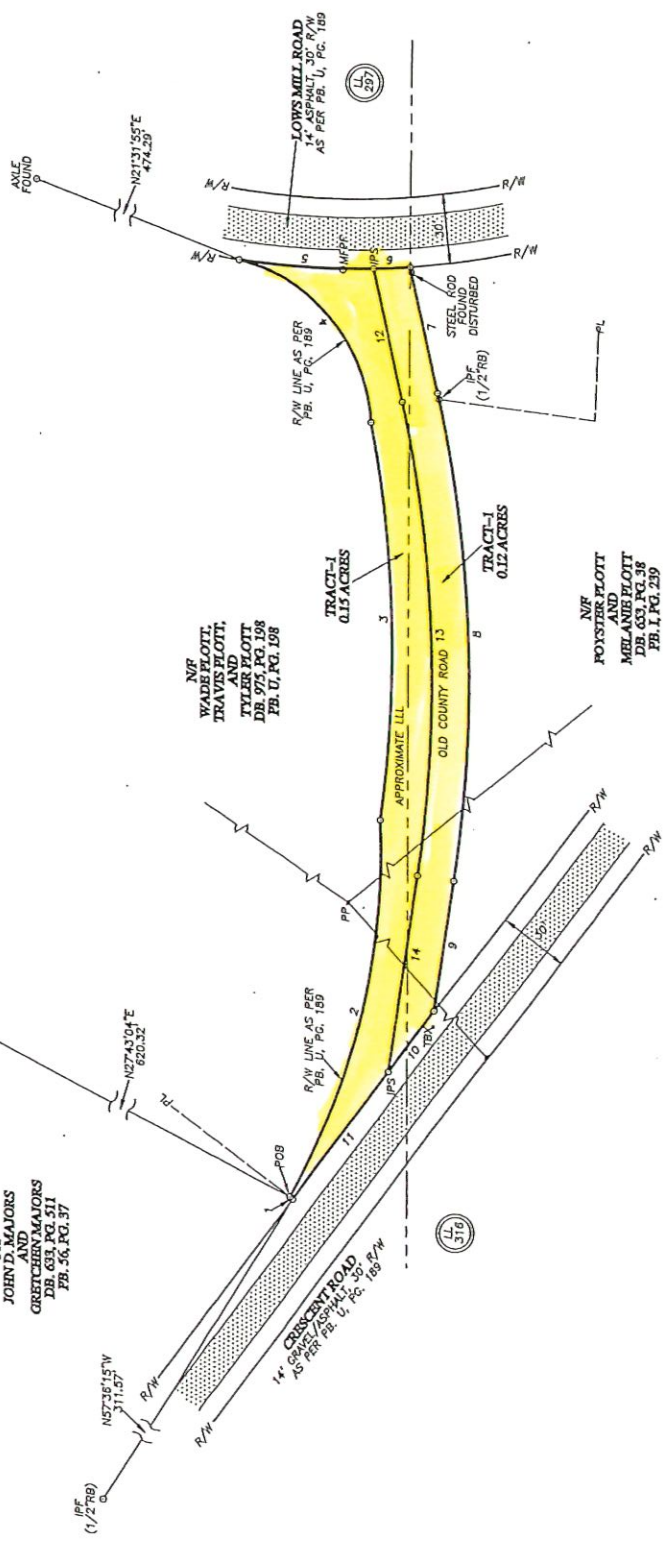 AXLE
FOUND
N21°31'55"E
474.29'
LOWS MILL ROAD
14' ASPHALT, 30' R/W
AS PER PB. U, PG. 189
LL
297
R/W
R/W
R/W
R/W
R/W
30'
5
MFPF
IPS
6
12
7
STEEL ROD
FOUND
DISTURBED
IPF
(1/2"RB)
PL
R/W LINE AS PER
PB. U, PG. 189
4
3
TRACT-1
0.15 ACRES
N/F
WADE PLOTT,
TRAVIS PLOTT,
AND
TYLER PLOTT
DB. 975, PG. 198
PB. U, PG. 198
APPROXIMATE LLL
OLD COUNTY ROAD
13
TRACT-1
0.12 ACRES
8
N/F
POYSTER PLOTT
AND
MELANIE PLOTT
DB. 653, PG. 38
PB. I, PG. 239
PP
14
9
2
R/W LINE AS PER
PB. U, PG. 189
IPS
10
TBX
11
POB
1
30'
R/W
R/W
N27°43'04"E
620.32'
PL
JOHN D. MAJORS
AND
GRETCHEN MAJORS
DB. 633, PG. 511
PB. 56, PG. 37
LL
316
CRESCENT ROAD
14' GRAVEL/ASPHALT, 30' R/W
AS PER PB. U, PG. 189
R/W
R/W
N57°36'15"W
311.57'
IPF
(1/2"RB)